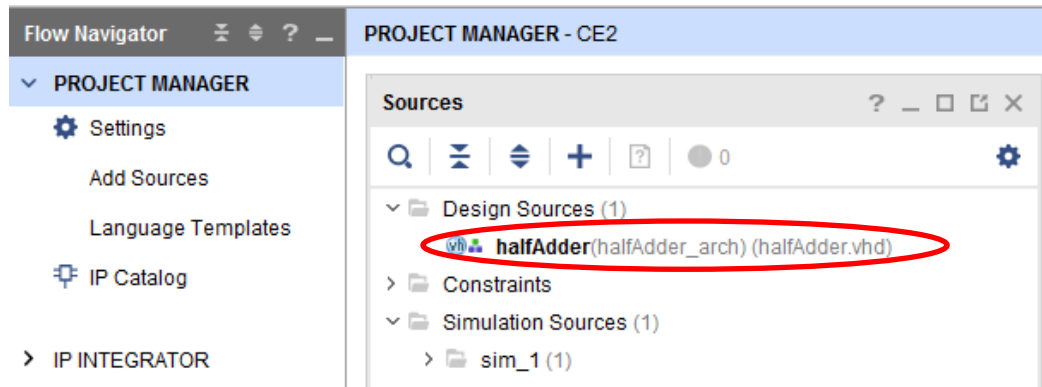 Flow Navigator ? _
PROJECT MANAGER - CE2
PROJECT MANAGER
Settings
Add Sources
Language Templates
IP Catalog
IP INTEGRATOR
Sources ? _
? 0
Design Sources (1)
vh halfAdder(halfAdder_arch) (halfAdder.vhd)
Constraints
Simulation Sources (1)
sim_1 (1)